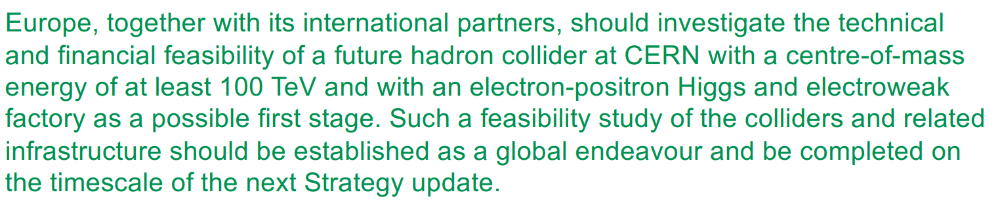 Europe, together with its international partners, should investigate the technical
and financial feasibility of a future hadron collider at CERN with a centre-of-mass
energy of at least 100 TeV and with an electron-positron Higgs and electroweak
factory as a possible first stage. Such a feasibility study of the colliders and related
infrastructure should be established as a global endeavour and be completed on
the timescale of the next Strategy update.